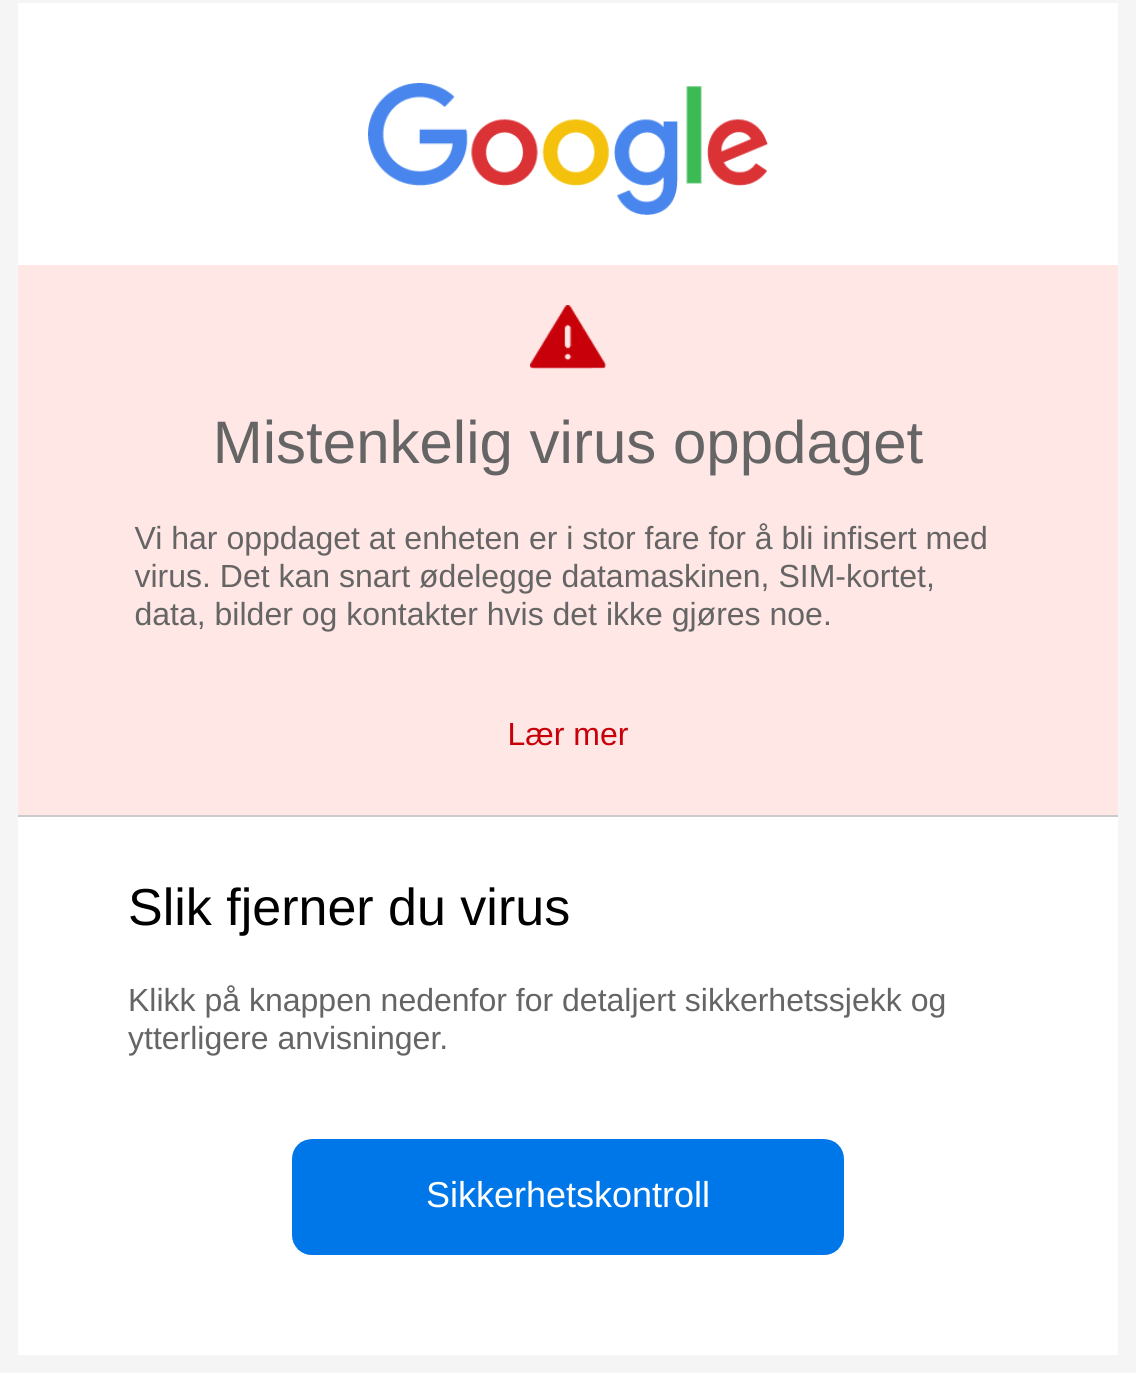 Google
Mistenkelig virus oppdaget
Vi har oppdaget at enheten er i stor fare for å bli infisert med
virus. Det kan snart ødelegge datamaskinen, SIM-kortet,
data, bilder og kontakter hvis det ikke gjøres noe.
Lær mer
Slik fjerner du virus
Klikk på knappen nedenfor for detaljert sikkerhetssjekk og
ytterligere anvisninger.
Sikkerhetskontroll